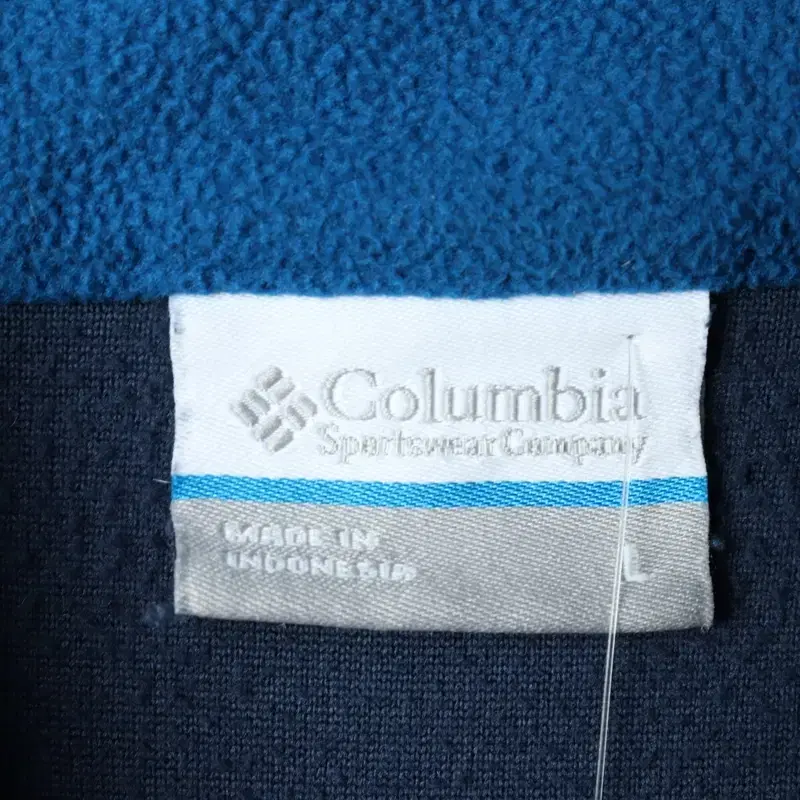 Columbia
Sportswear Company
MADE IN
INDONESIA
L